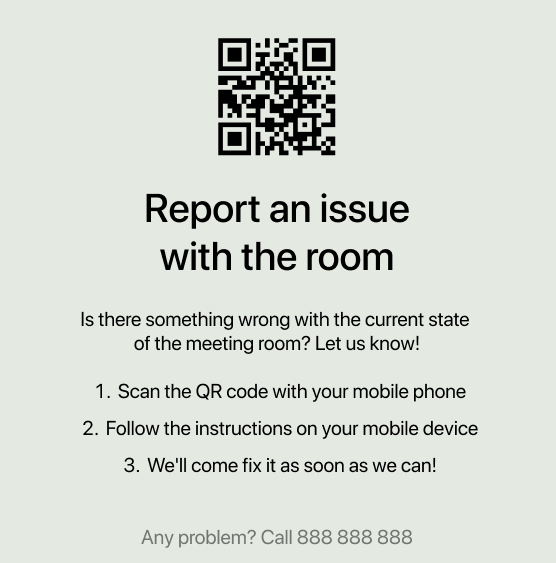 Report an issue
with the room
Is there something wrong with the current state
of the meeting room? Let us know!
1. Scan the QR code with your mobile phone
2. Follow the instructions on your mobile device
3. We'll come fix it as soon as we can!
Any problem? Call 888 888 888